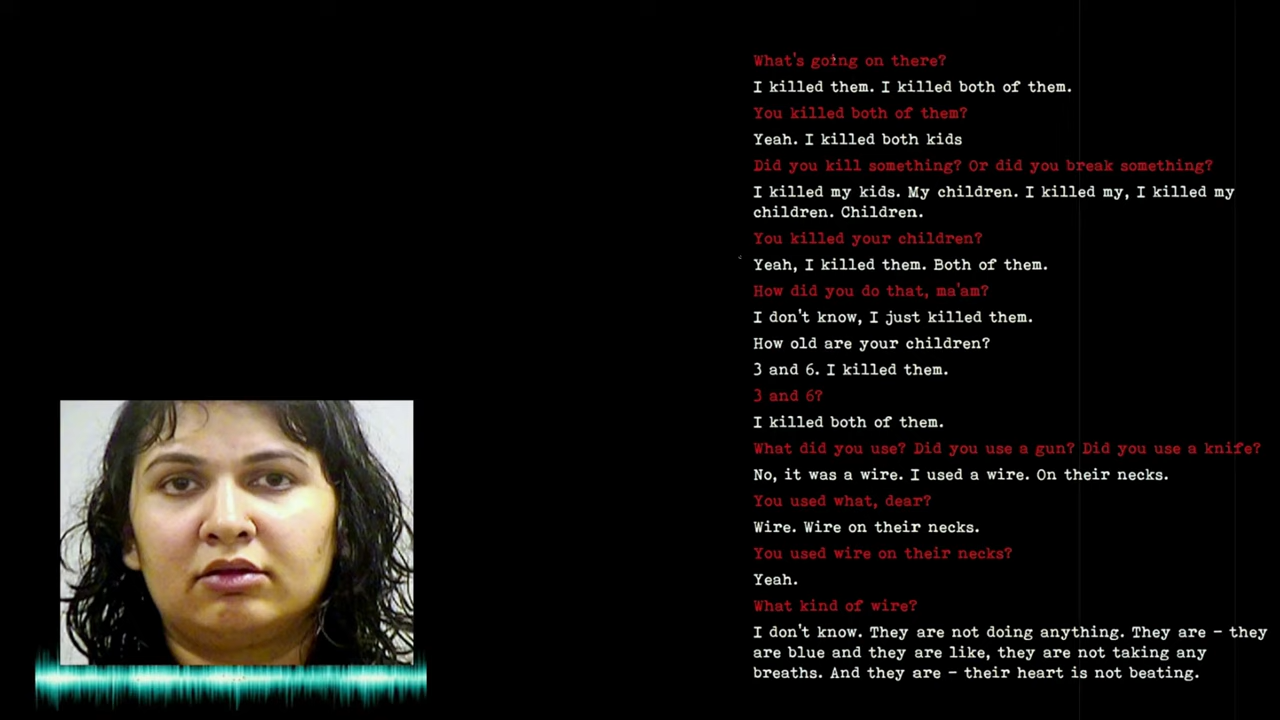 What's going on there?
I killed them. I killed both of them.
You killed both of them?
Yeah. I killed both kids
Did you kill something? Or did you break something?
I killed my kids. My children. I killed my, I killed my
children. Children.
You killed your children?
Yeah, I killed them. Both of them.
How did you do that, ma'am?
I don't know, I just killed them.
How old are your children?
3 and 6. I killed them.
3 and 6?
I killed both of them.
What did you use? Did you use a gun? Did you use a knife?
No, it was a wire. I used a wire. On their necks.
You used what, dear?
Wire. Wire on their necks.
You used wire on their necks?
Yeah.
What kind of wire?
I don't know. They are not doing anything. They are - they
are blue and they are like, they are not taking any
breaths. And they are - their heart is not beating.